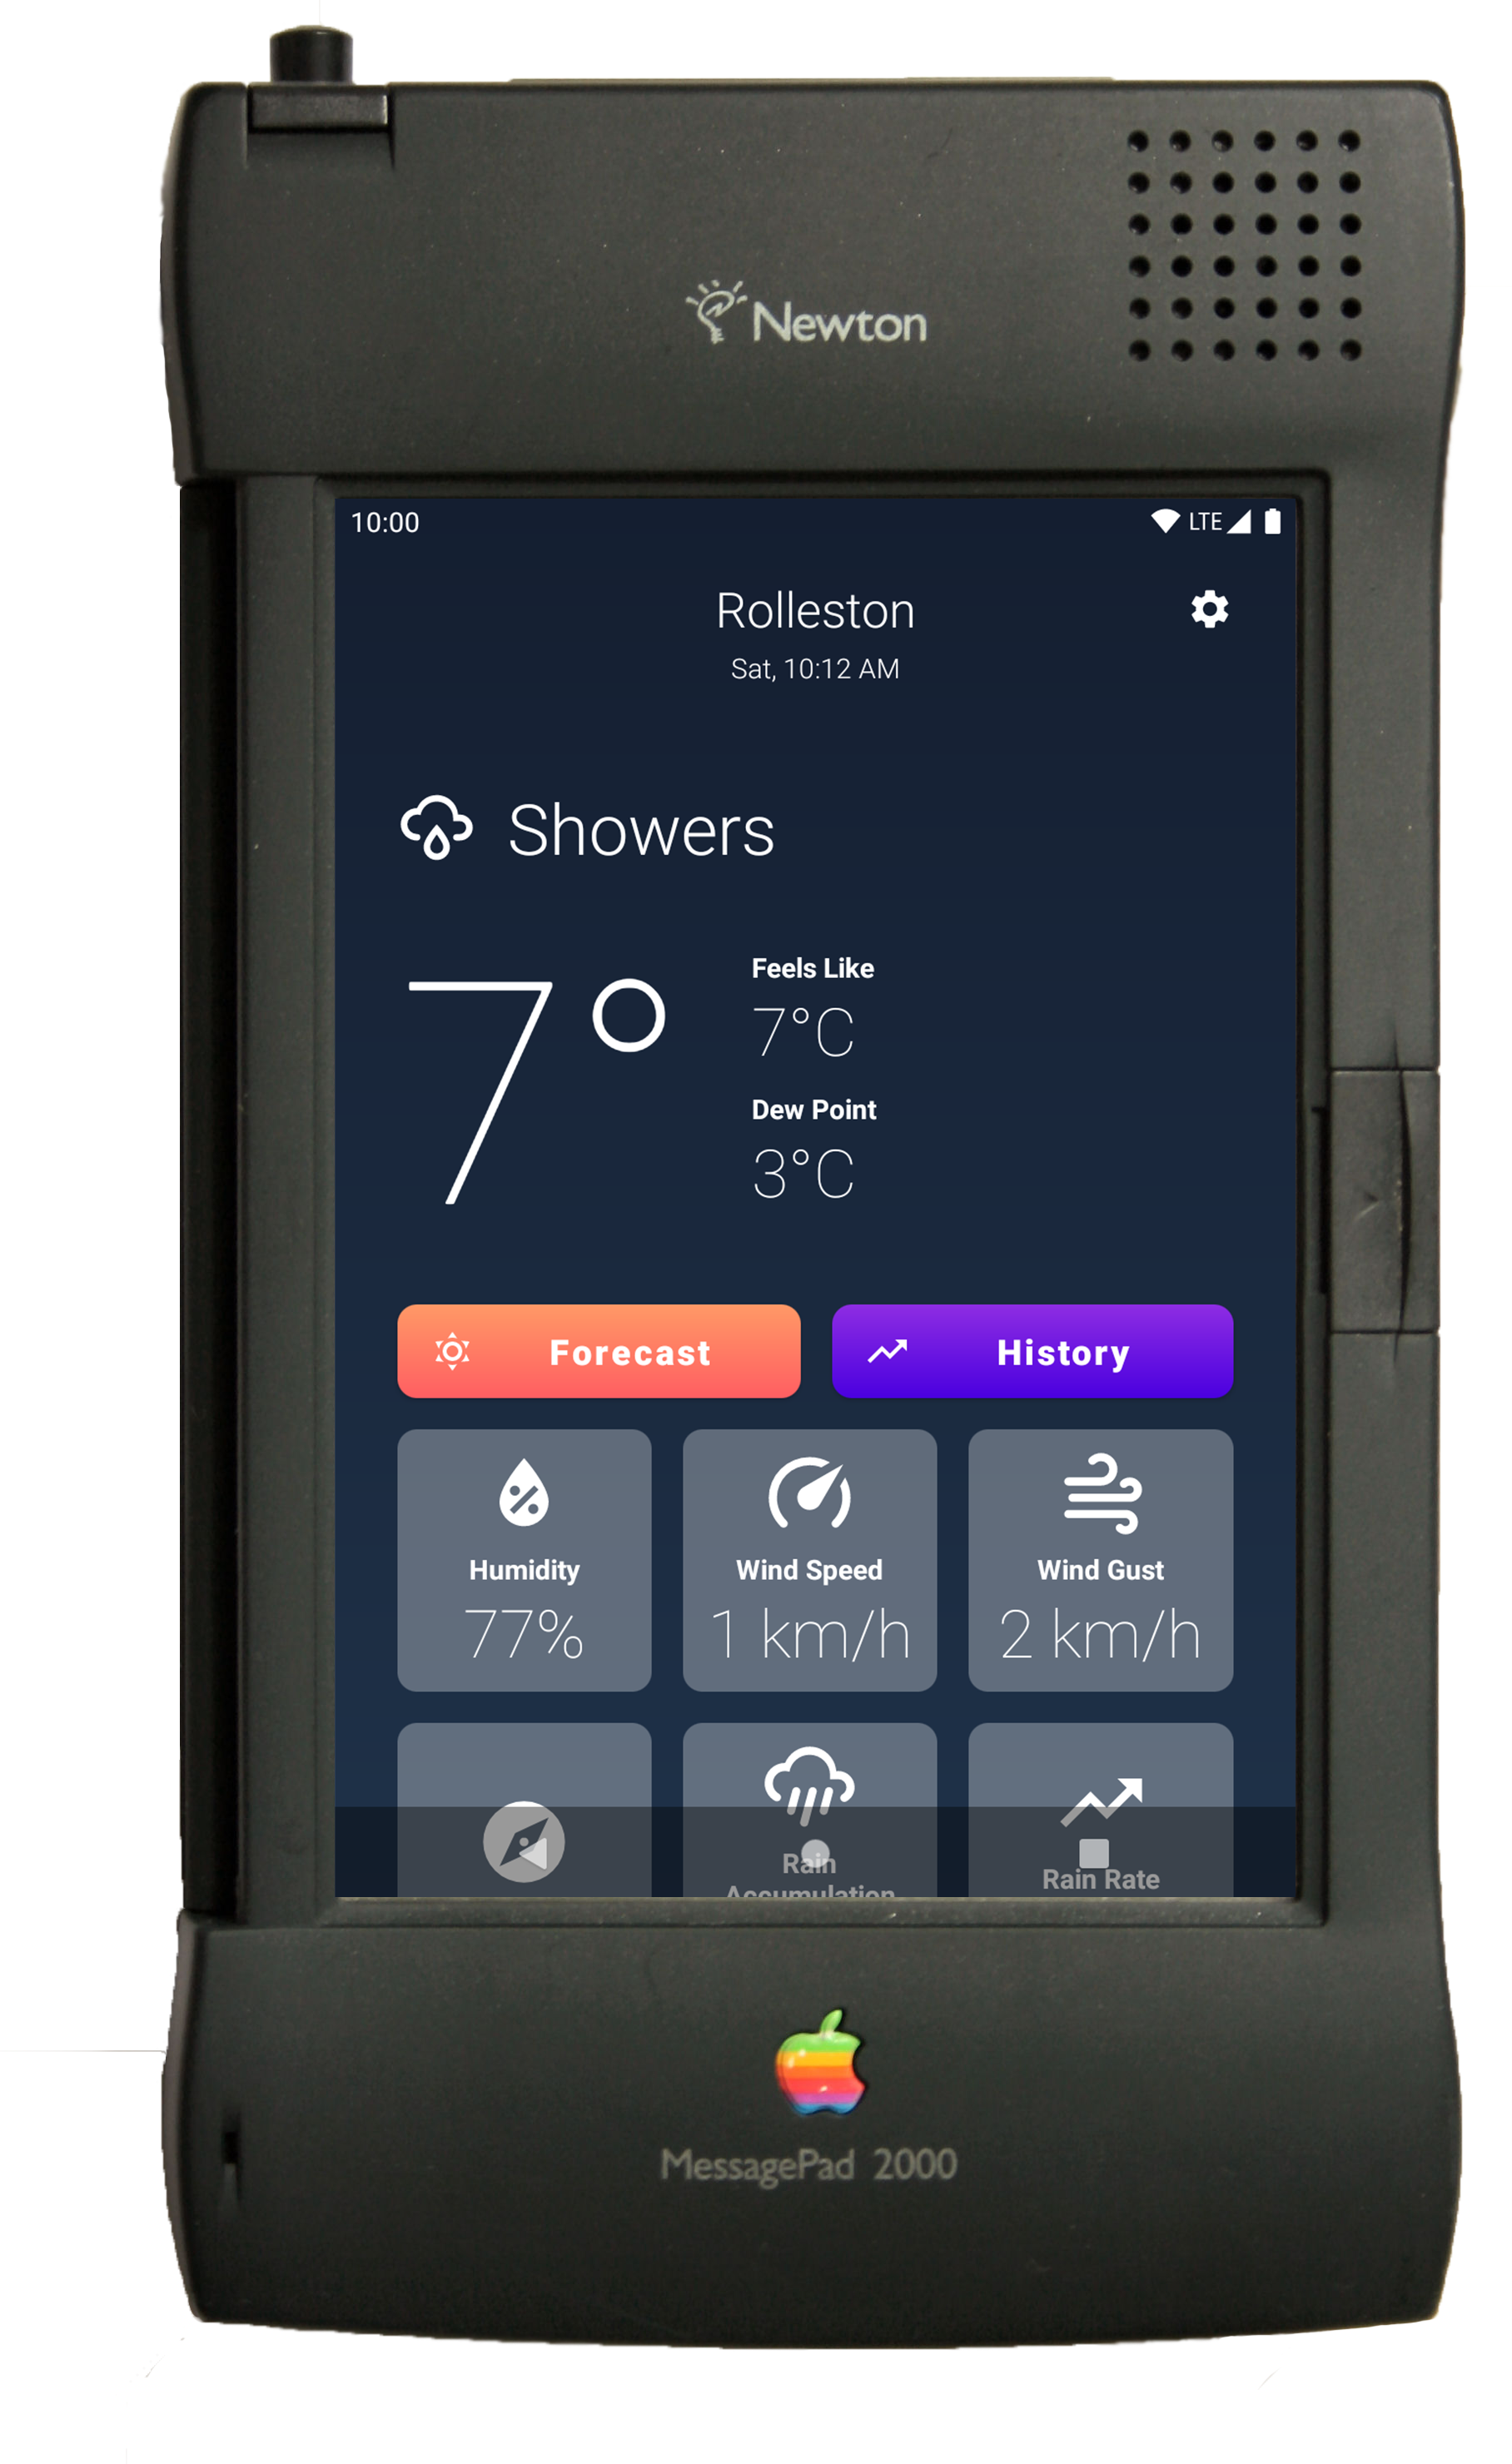 Newton
10:00
LTE
Rolleston
Sat, 10:12 AM
Showers
7°
Feels Like
7°C
Dew Point
3°C
Forecast
History
Humidity
77%
Wind Speed
1 km/h
Wind Gust
2 km/h
Rain
Accumulation
Rain Rate
MessagePad 2000